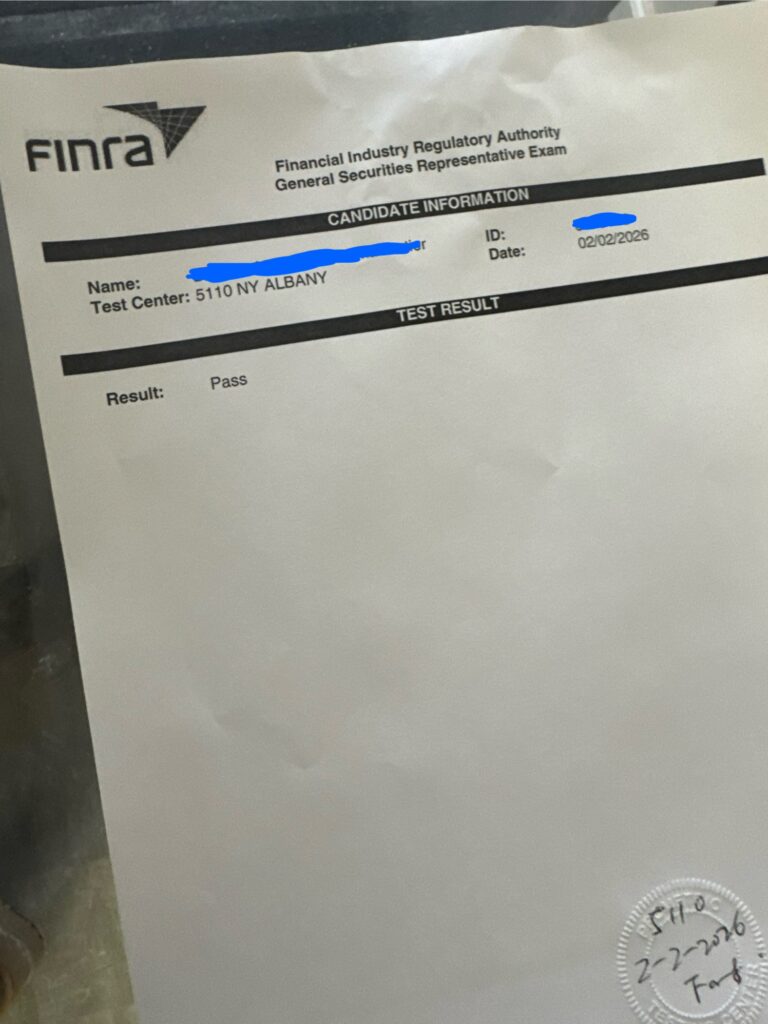 FINRA
Financial Industry Regulatory Authority
General Securities Representative Exam
CANDIDATE INFORMATION
Name:
ID:
Test Center: 5110 NY ALBANY
Date: 02/02/2026
TEST RESULT
Result: Pass
5110
2-2-2026